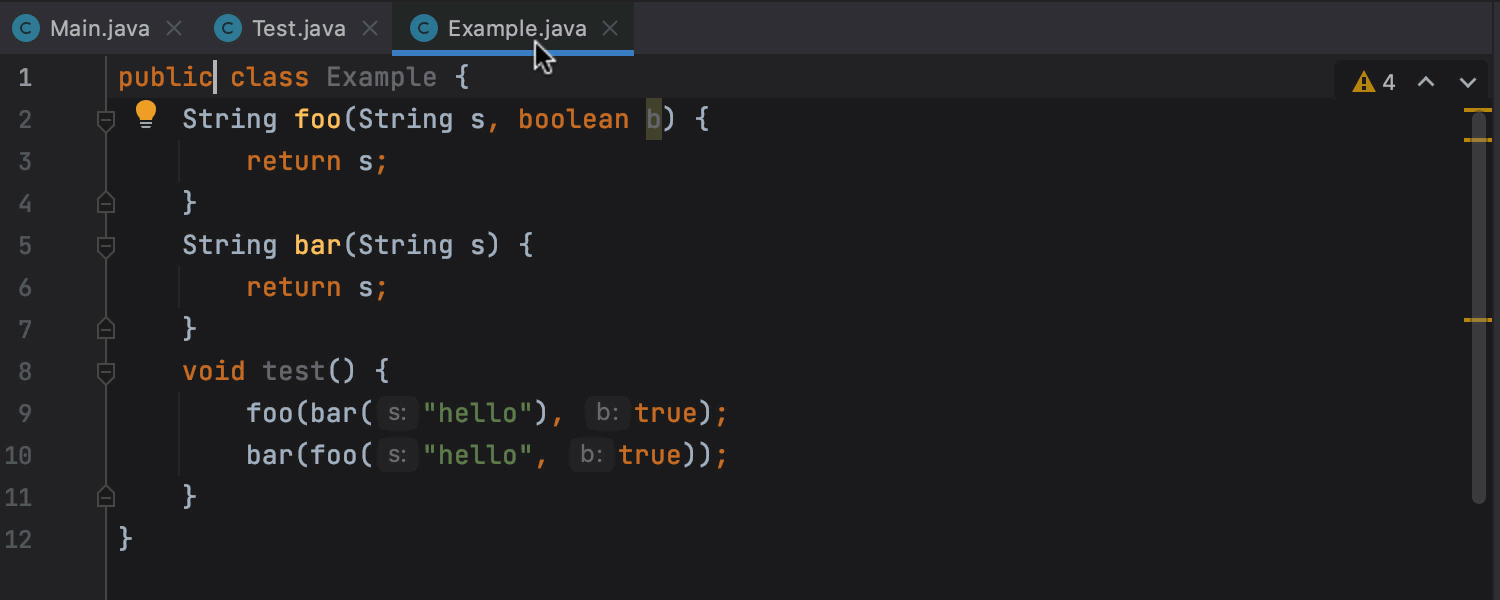 C Main.java C Test.java C Example.java
1 public class Example { 4
2 String foo(String s, boolean b) {
3 return s;
4 }
5 String bar(String s) {
6 return s;
7 }
8 void test() {
9 foo(bar( s: "hello"), b: true);
10 bar(foo( s: "hello", b: true));
11 }
12 }